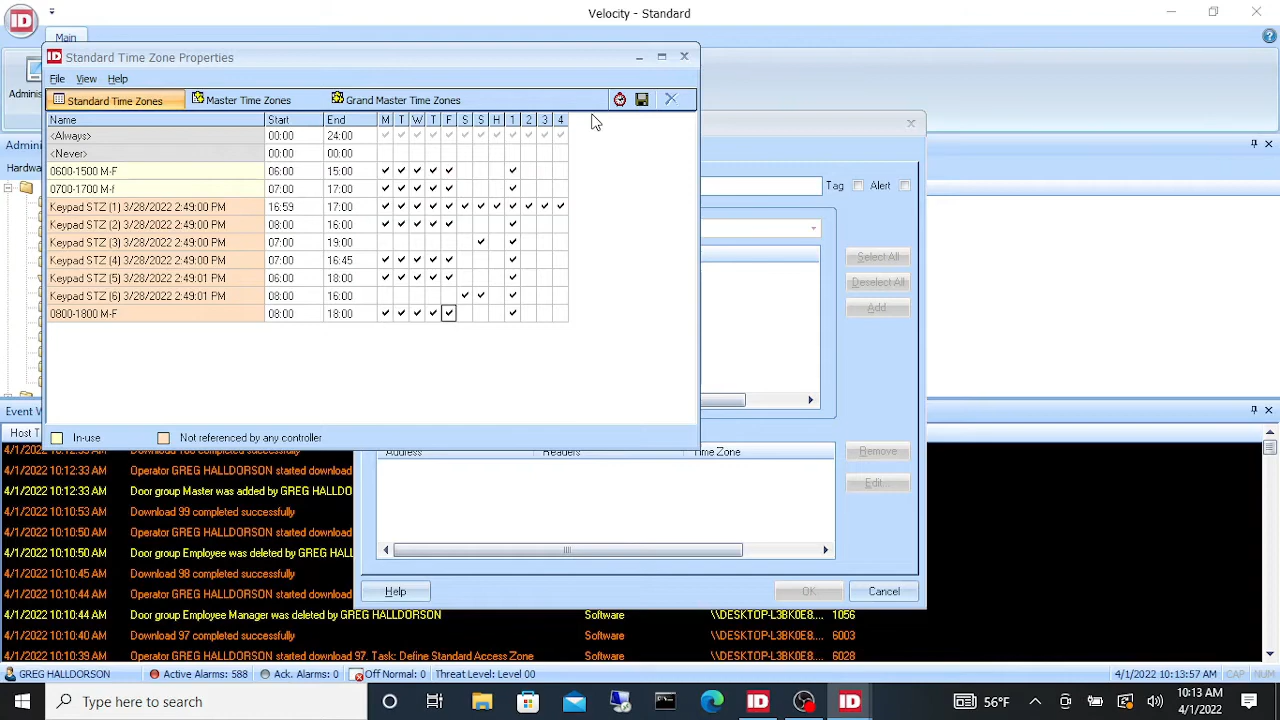 ID
Velocity - Standard
Main
ID Standard Time Zone Properties
File View Help
Adminis
Standard Time Zones Master Time Zones Grand Master Time Zones
Name Start End M T W T F S S H 1 2 3 4
<Always> 00:00 24:00
<Never> 00:00 00:00
0600-1500 M-F 06:00 15:00
0700-1700 M-f 07:00 17:00
Keypad STZ (1) 3/28/2022 2:49:00 PM 16:59 17:00
Keypad STZ (2) 3/28/2022 2:49:00 PM 08:00 16:00
Keypad STZ (3) 3/28/2022 2:49:00 PM 07:00 19:00
Keypad STZ (4) 3/28/2022 2:49:00 PM 07:00 16:45
Keypad STZ (5) 3/28/2022 2:49:01 PM 06:00 18:00
Keypad STZ (6) 3/28/2022 2:49:01 PM 08:00 16:00
0800-1800 M-F 08:00 18:00
In-use Not referenced by any controller
Admini
Hardwa
Tag Alert
Select All
Deselect All
Add
Address Readers Time Zone
Remove
Edit...
Help OK Cancel
Event W
Host T
4/1/2022 10:12:33 AM Operator GREG HALLDORSON started download
4/1/2022 10:12:33 AM Door group Master was added by GREG HALLDO
4/1/2022 10:10:53 AM Download 99 completed successfully
4/1/2022 10:10:50 AM Operator GREG HALLDORSON started download
4/1/2022 10:10:50 AM Door group Employee was deleted by GREG HALL
4/1/2022 10:10:45 AM Download 98 completed successfully
4/1/2022 10:10:44 AM Operator GREG HALLDORSON started download
4/1/2022 10:10:44 AM Door group Employee Manager was deleted by GREG HALLDORSON Software \\DESKTOP-L3BK0E8.... 1056
4/1/2022 10:10:40 AM Download 97 completed successfully Software \\DESKTOP-L3BK0E8.... 6003
4/1/2022 10:10:39 AM Operator GREG HALLDORSON started download 97. Task: Define Standard Access Zone Software \\DESKTOP-L3BK0E8.... 6028
GREG HALLDORSON Active Alarms: 588 Ack. Alarms: 0 Off Normal: 0 Threat Level: Level 00 4/1/2022 10:13:57 AM CAP NUM
Type here to search
ID ID
56°F
10:13 AM
4/1/2022